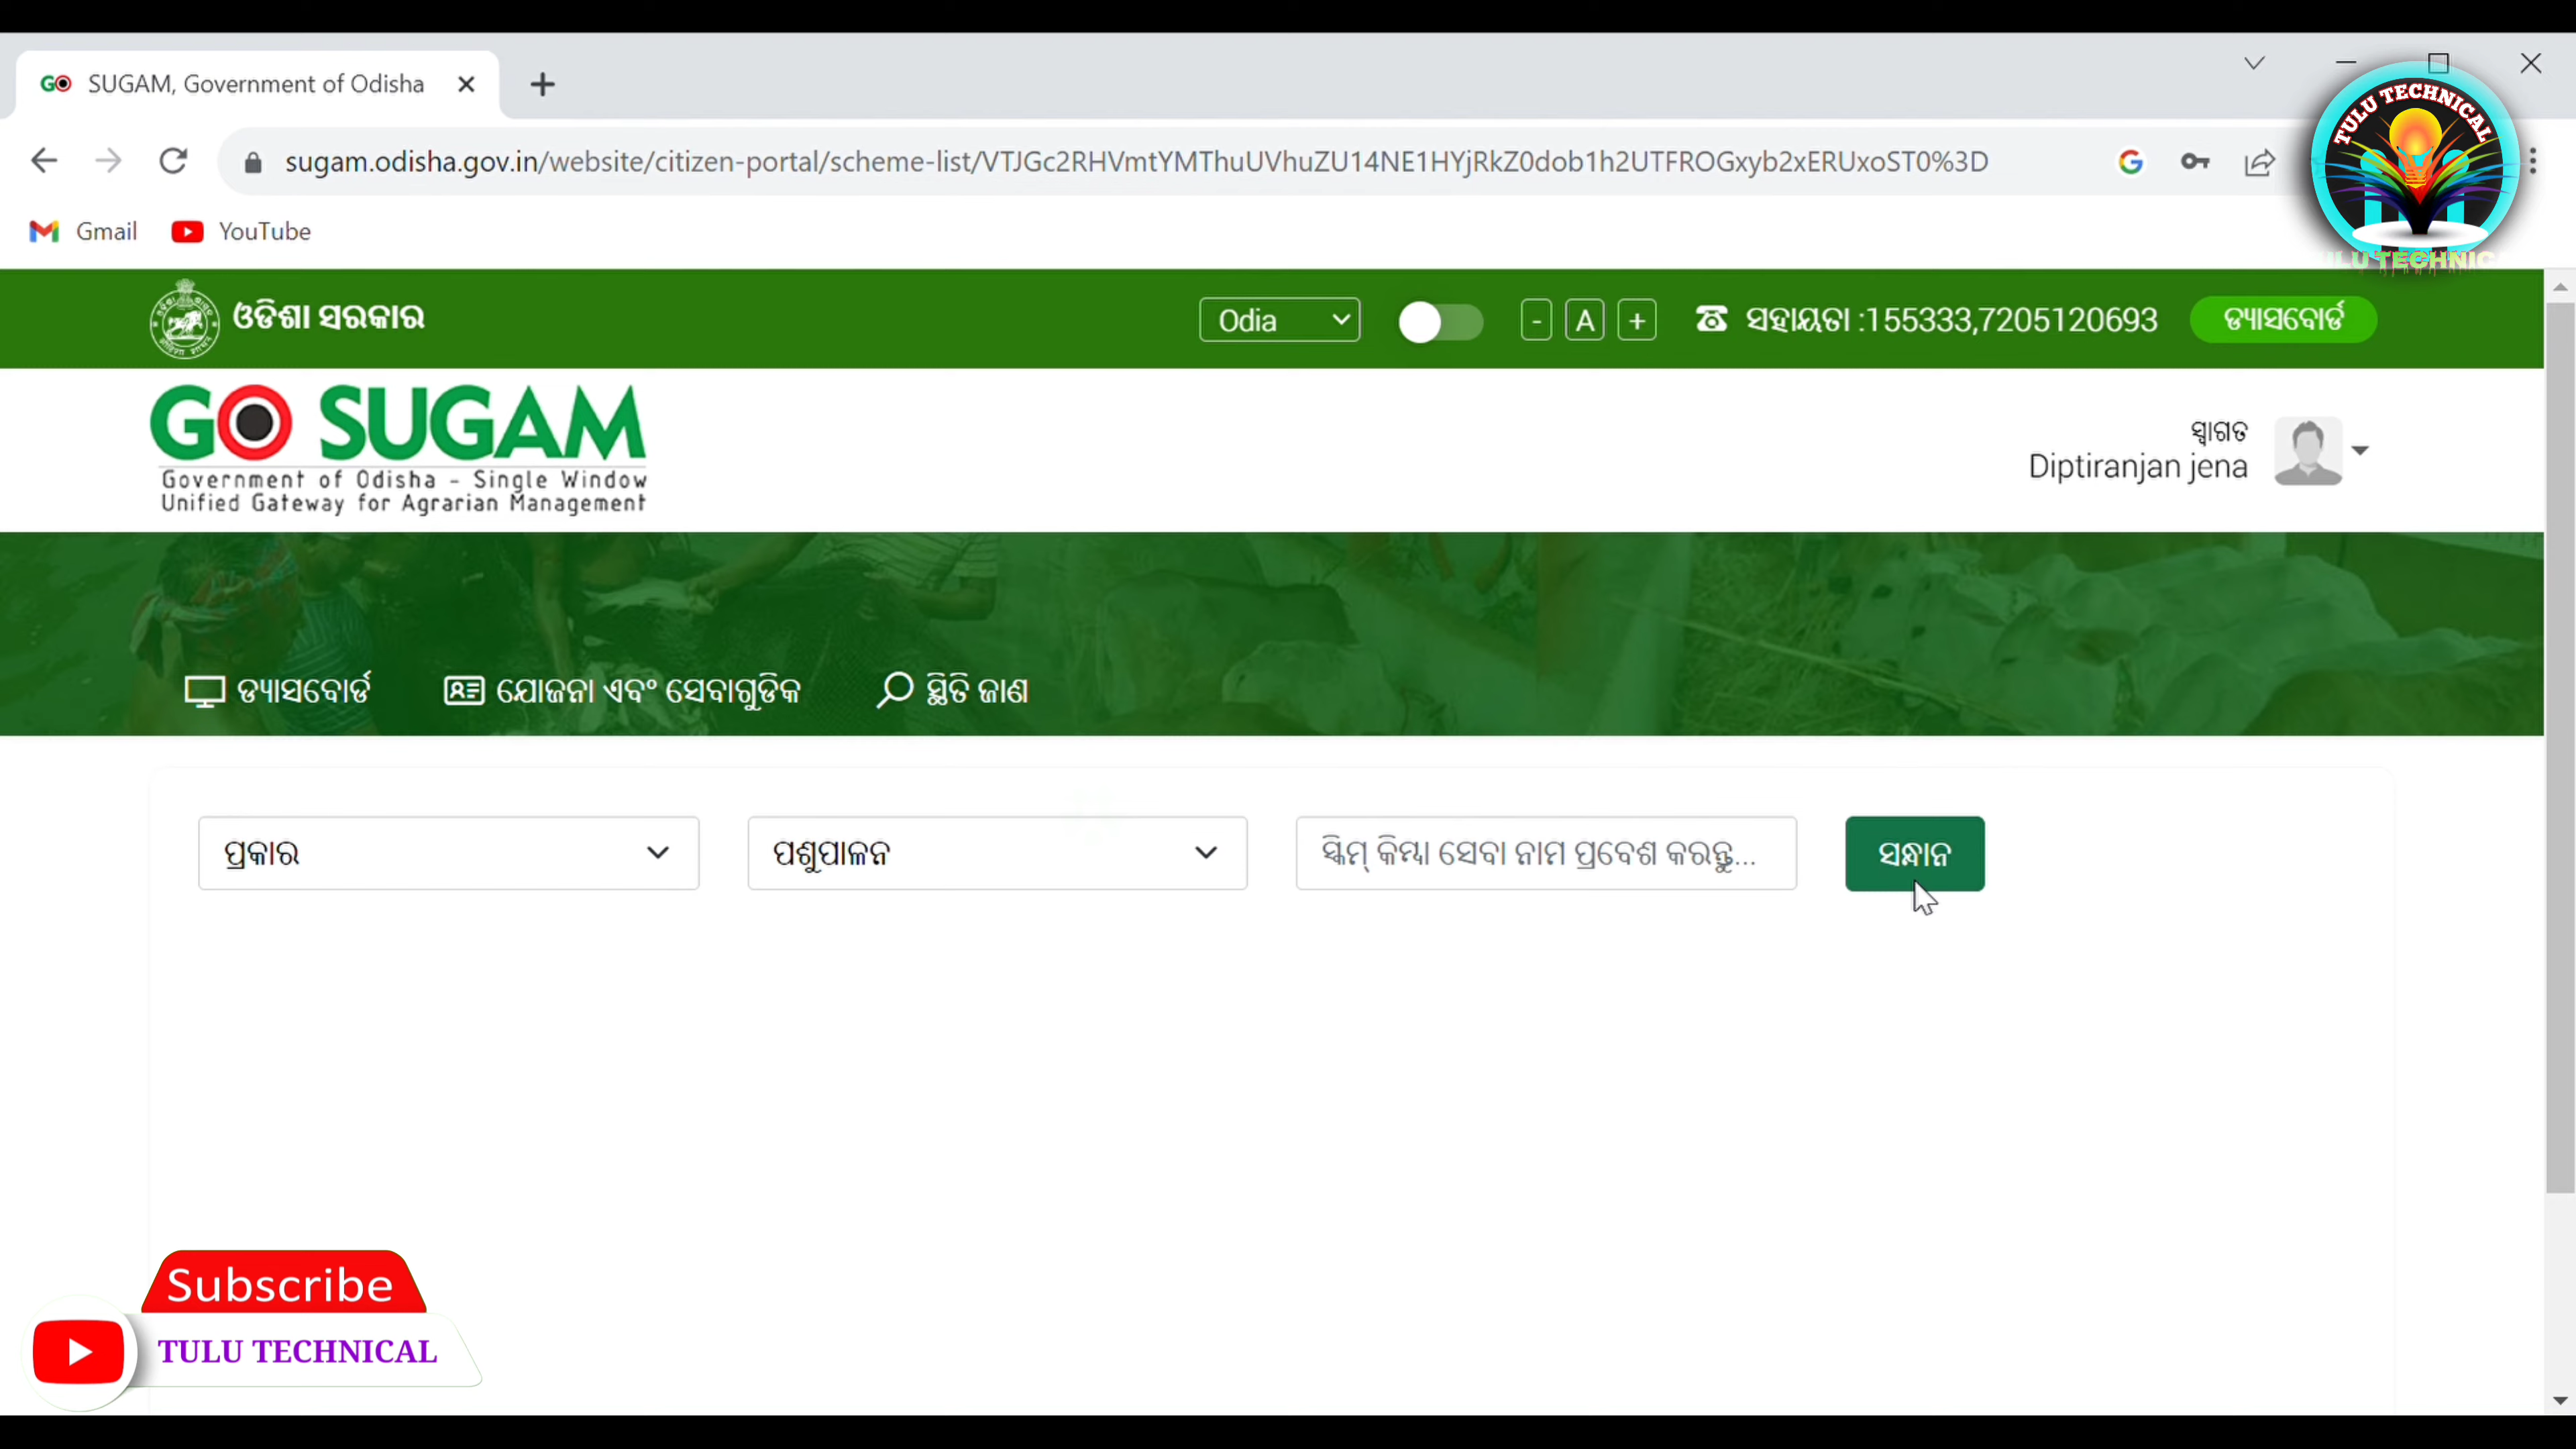 SUGAM, Government of Odisha
sugam.odisha.gov.in/website/citizen-portal/scheme-list/VTJGc2RHVmtYMThuUVhuZU14NE1HYjRkZ0dob1h2UTFROGxyb2xERUxoST0%3D
Gmail YouTube
TULU TECHNICAL
ଓଡିଶା ସରକାର Odia - A + ସହାୟତା :155333,7205120693 ଡ୍ୟାସବୋର୍ଡ
GO SUGAM
Government of Odisha - Single Window
Unified Gateway for Agrarian Management
ସ୍ୱାଗତ
Diptiranjan jena
ଡ୍ୟାସବୋର୍ଡ ଯୋଜନା ଏବଂ ସେବାଗୁଡିକ ସ୍ଥିତି ଜାଣ
ପ୍ରକାର ପଶୁପାଳନ ସ୍କିମ୍ କିମ୍ବା ସେବା ନାମ ପ୍ରବେଶ କରନ୍ତୁ... ସନ୍ଧାନ
Subscribe
TULU TECHNICAL